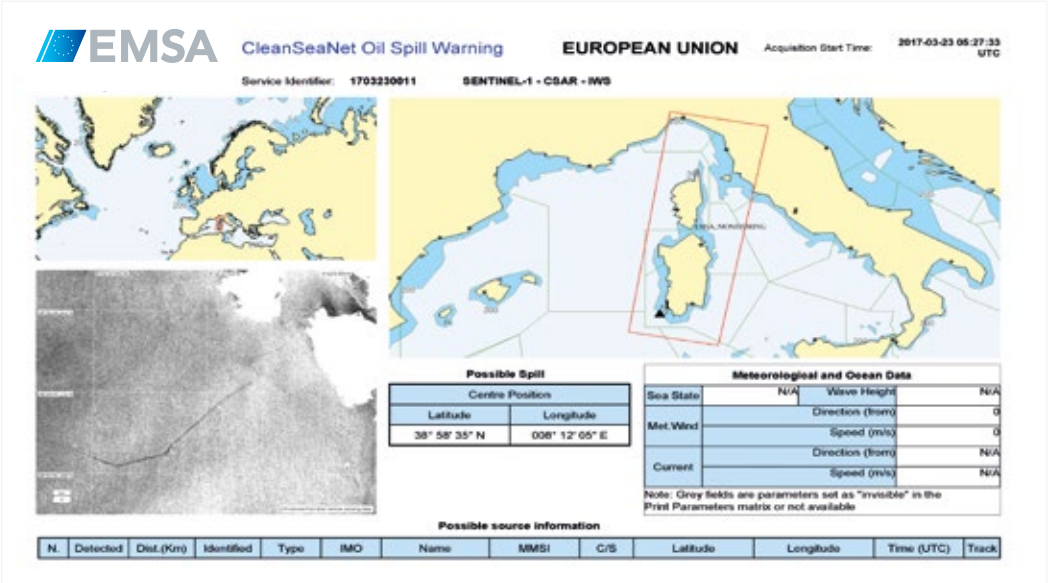 EMSA
CleanSeaNet Oil Spill Warning
EUROPEAN UNION
Acquisition Start Time:
2017-03-23 05:27:33
UTC
Service Identifier: 1703230011
SENTINEL-1 - CSAR - IWS
200
Possible Spill
Centre Position
Latitude Longitude
38° 58' 35" N 008° 12' 05" E
Meteorological and Ocean Data
Sea State N/A Wave Height N/A
Met.Wind Direction (from) 0
Speed (m/s) 0
Current Direction (from) N/A
Speed (m/s) N/A
Note: Grey fields are parameters set as "invisible" in the
Print Parameters matrix or not available
Possible source information
N. Detected Dist.(Km) Identified Type IMO Name MMSI C/S Latitude Longitude Time (UTC) Track